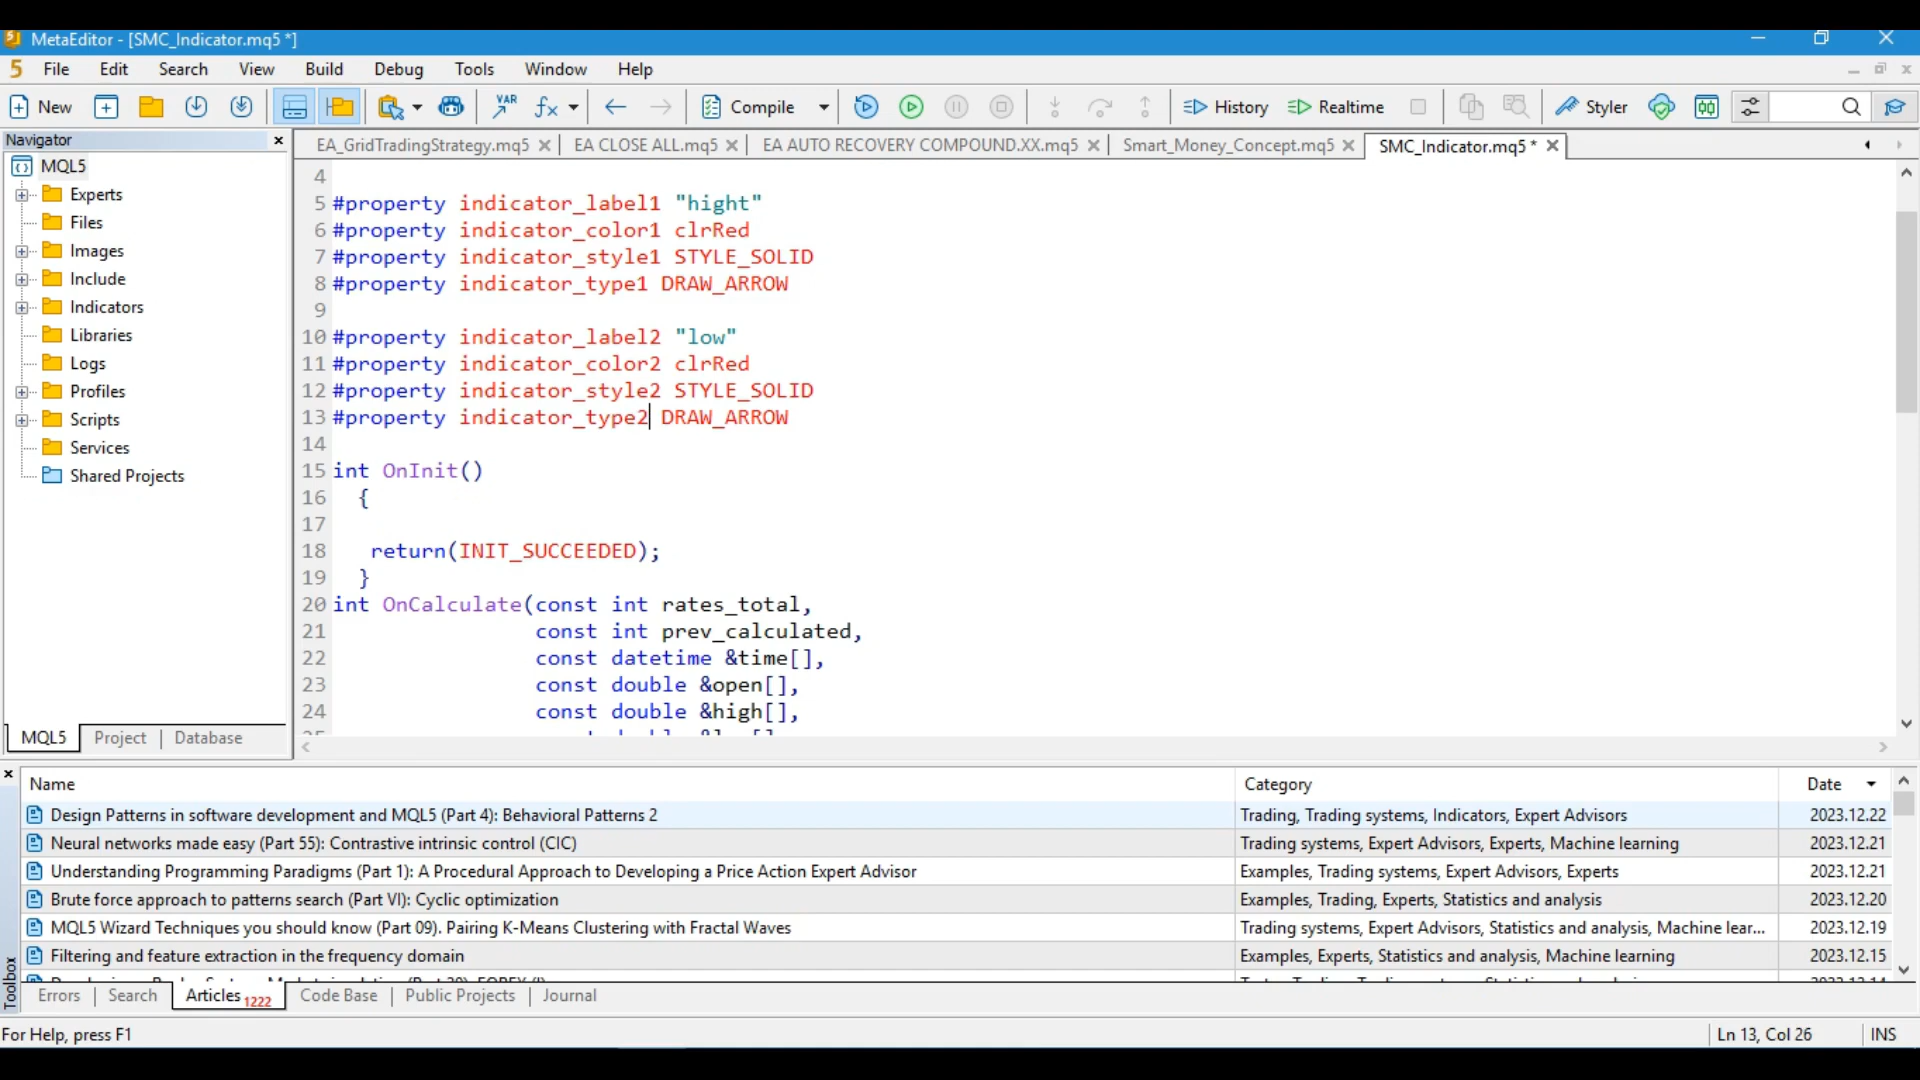 MetaEditor - [SMC_Indicator.mq5 *]
5 File Edit Search View Build Debug Tools Window Help
New VAR Compile History Realtime Styler
Navigator
EA_GridTradingStrategy.mq5 EA CLOSE ALL.mq5 EA AUTO RECOVERY COMPOUND.XX.mq5 Smart_Money_Concept.mq5 SMC_Indicator.mq5 *
MQL5
Experts
Files
Images
Include
Indicators
Libraries
Logs
Profiles
Scripts
Services
Shared Projects
MQL5 Project Database
4
5 #property indicator_label1 "hight"
6 #property indicator_color1 clrRed
7 #property indicator_style1 STYLE_SOLID
8 #property indicator_type1 DRAW_ARROW
9
10 #property indicator_label2 "low"
11 #property indicator_color2 clrRed
12 #property indicator_style2 STYLE_SOLID
13 #property indicator_type2 DRAW_ARROW
14
15 int OnInit()
16 {
17
18 return(INIT_SUCCEEDED);
19 }
20 int OnCalculate(const int rates_total,
21 const int prev_calculated,
22 const datetime &time[],
23 const double &open[],
24 const double &high[],
Name Category Date
Design Patterns in software development and MQL5 (Part 4): Behavioral Patterns 2 Trading, Trading systems, Indicators, Expert Advisors 2023.12.22
Neural networks made easy (Part 55): Contrastive intrinsic control (CIC) Trading systems, Expert Advisors, Experts, Machine learning 2023.12.21
Understanding Programming Paradigms (Part 1): A Procedural Approach to Developing a Price Action Expert Advisor Examples, Trading systems, Expert Advisors, Experts 2023.12.21
Brute force approach to patterns search (Part VI): Cyclic optimization Examples, Trading, Experts, Statistics and analysis 2023.12.20
MQL5 Wizard Techniques you should know (Part 09). Pairing K-Means Clustering with Fractal Waves Trading systems, Expert Advisors, Statistics and analysis, Machine lear... 2023.12.19
Filtering and feature extraction in the frequency domain Examples, Experts, Statistics and analysis, Machine learning 2023.12.15
Toolbox
Errors Search Articles 1222 Code Base Public Projects Journal
For Help, press F1 Ln 13, Col 26 INS